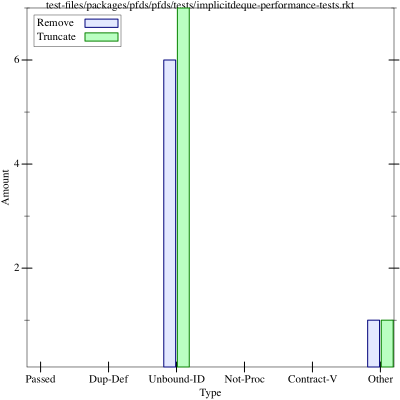 test-files/packages/pfds/pfds/tests/implicitdeque-performance-tests.rkt
Remove
Truncate
6
4
2
Amount
Passed Dup-Def Unbound-ID Not-Proc Contract-V Other
Type